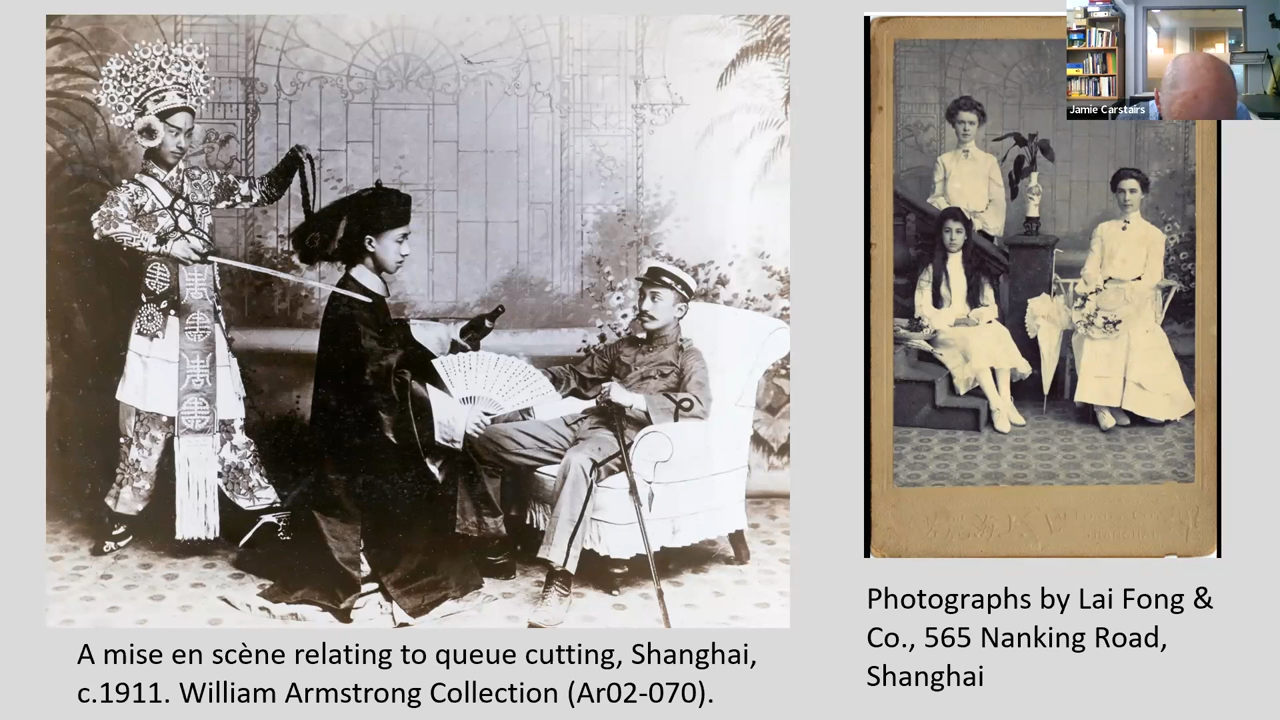 Jamie Carstairs
A mise en scène relating to queue cutting, Shanghai,
c.1911. William Armstrong Collection (Ar02-070).
Photographs by Lai Fong &
Co., 565 Nanking Road,
Shanghai
SHANGHAI